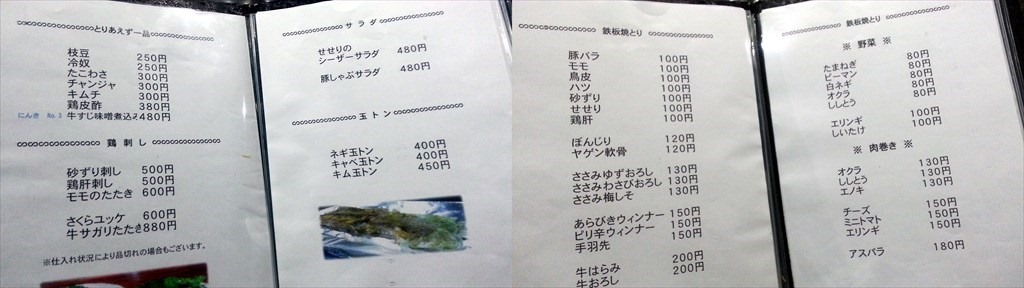 とりあえず一品
枝豆 250円
冷奴 250円
たこわさ 300円
チャンジャ 300円
キムチ 300円
鶏皮酢 380円
にんき No.3 牛すじ味噌煮込み480円
鶏刺し
砂ずり刺し 500円
鶏肝刺し 500円
モモのたたき 600円
さくらユッケ 600円
牛サガリたたき880円
※仕入れ状況により品切れの場合もございます。
サラダ
せせりの
シーザーサラダ 480円
豚しゃぶサラダ 480円
玉トン
ネギ玉トン 400円
キャベ玉トン 400円
キム玉トン 450円
鉄板焼とり
豚バラ 100円
モモ 100円
鳥皮 100円
ハツ 100円
砂ずり 100円
せせり 100円
鶏肝 100円
ぼんじり 120円
ヤゲン軟骨 120円
ささみゆずおろし 130円
ささみわさびおろし 130円
ささみ梅しそ 130円
あらびきウィンナー 150円
ピリ辛ウィンナー 150円
手羽先 150円
牛はらみ 200円
牛おろし 200円
鉄板焼とり
※ 野菜 ※
たまねぎ 80円
ピーマン 80円
白ネギ 80円
オクラ 80円
ししとう
エリンギ 100円
しいたけ 100円
※ 肉巻き ※
オクラ 130円
ししとう 130円
エノキ 130円
チーズ 150円
ミニトマト 150円
エリンギ 150円
アスパラ 180円